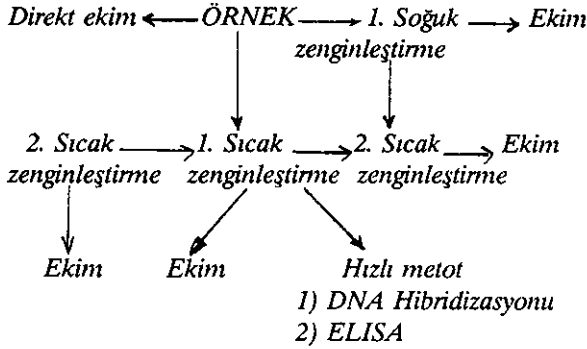 Direkt ekim ÖRNEK 1. Soğuk Ekim
zenginleştirme
2. Sıcak 1. Sıcak 2. Sıcak Ekim
zenginleştirme zenginleştirme zenginleştirme
Ekim Ekim Hızlı metot
1) DNA Hibridizasyonu
2) ELISA